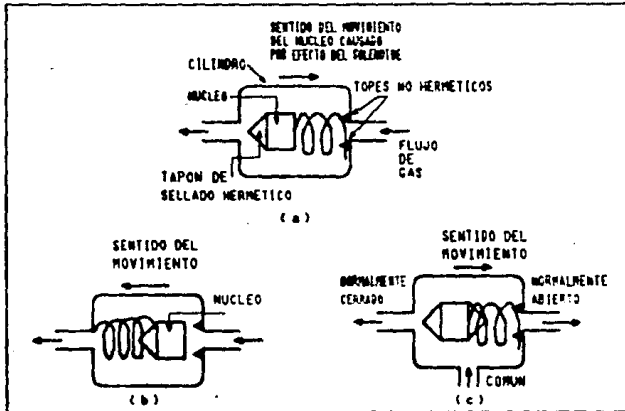 SENTIDO DEL MOVIMIENTO
DEL NUCLEO CAUSADO
POR EFECTO DEL SOLENOIDE
CILINDRO
NUCLEO
TOPES NO HERMETICOS
FLUJO
DE
GAS
TAPON DE
SELLADO HERMETICO
(a)
SENTIDO DEL
MOVIMIENTO
NUCLEO
(b)
SENTIDO DEL
MOVIMIENTO
NORMALMENTE
CERRADO
NORMALMENTE
ABIERTO
COMUN
(c)